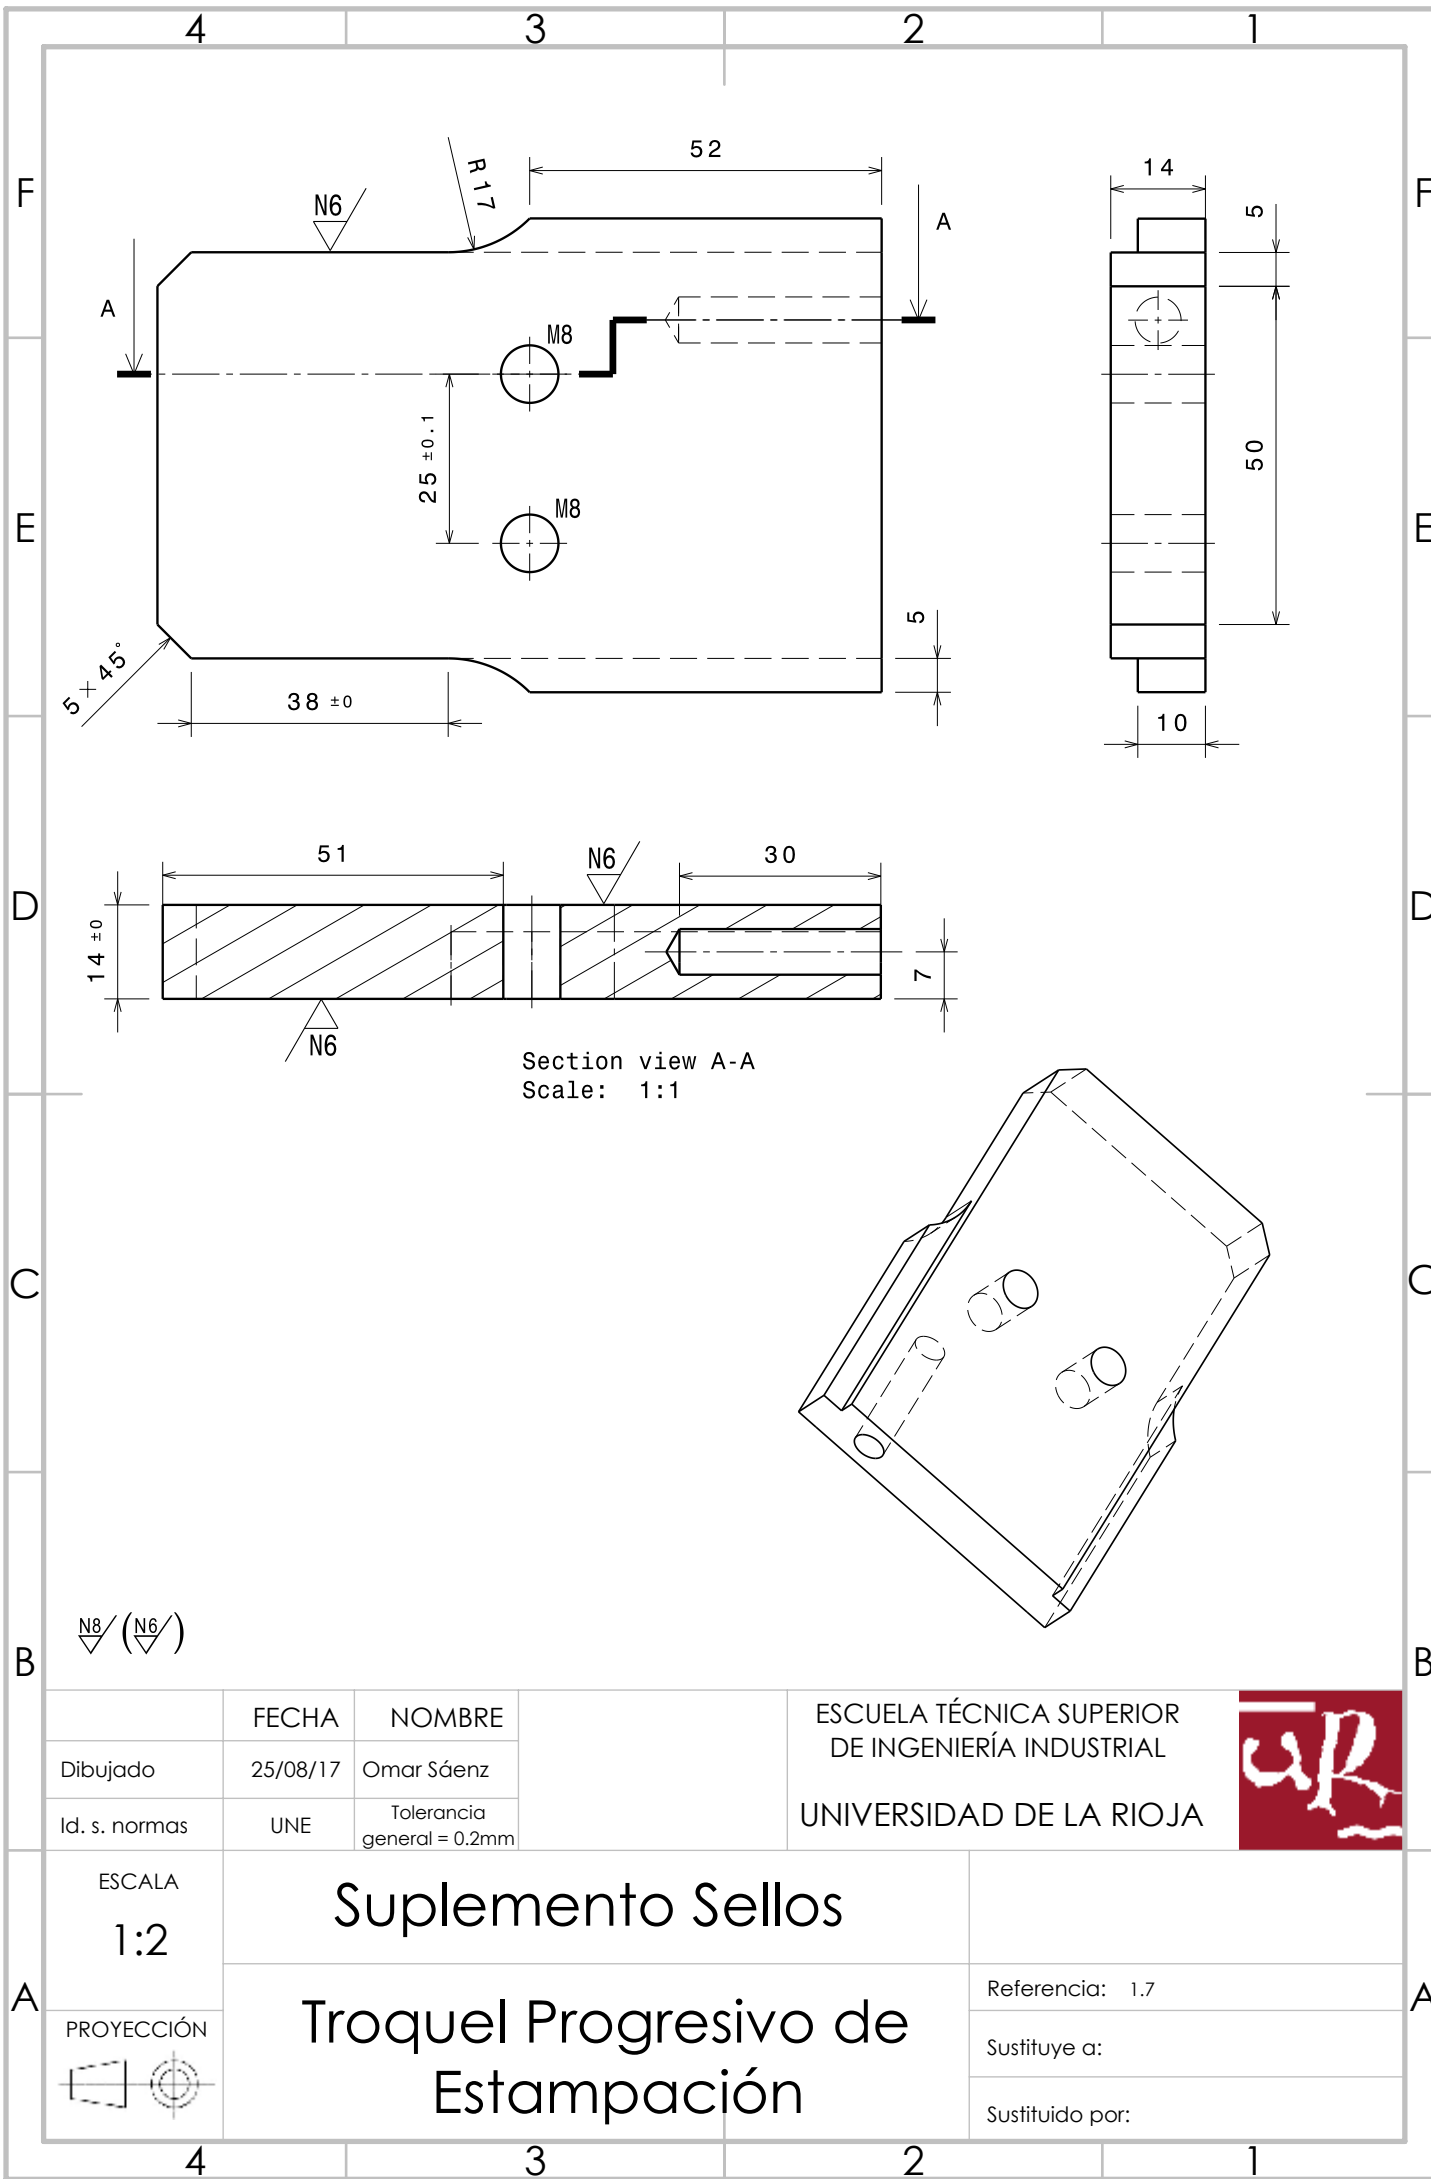 4 3 2 1
F
F
E
E
D
D
C
C
B
B
A
A
52
R17
N6
A
A
M8
M8
25 ±0.1
5 × 45°
38 ±0
5
14
5
50
10
51
N6
30
14 ±0
7
N6
Section view A-A
Scale: 1:1
N8 (N6)
FECHA NOMBRE
Dibujado 25/08/17 Omar Sáenz
Id. s. normas UNE Tolerancia
general = 0.2mm
ESCUELA TÉCNICA SUPERIOR
DE INGENIERÍA INDUSTRIAL
UNIVERSIDAD DE LA RIOJA
uR
ESCALA
1:2
Suplemento Sellos
PROYECCIÓN
Troquel Progresivo de
Estampación
Referencia: 1.7
Sustituye a:
Sustituido por:
4 3 2 1